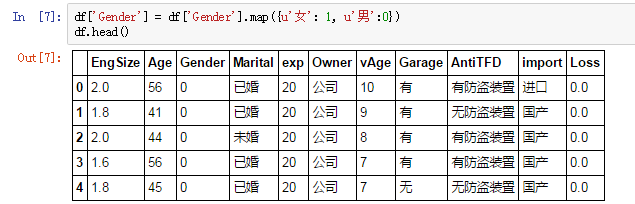 In [7]: df['Gender'] = df['Gender'].map({u'女': 1, u'男':0})
df.head()
Out[7]:
EngSize Age Gender Marital exp Owner vAge Garage AntiTFD import Loss
0 2.0 56 0 已婚 20 公司 10 有 有防盗装置 进口 0.0
1 1.8 41 0 已婚 20 公司 9 有 无防盗装置 国产 0.0
2 2.0 44 0 未婚 20 公司 8 有 有防盗装置 国产 0.0
3 1.6 56 0 已婚 20 公司 7 有 有防盗装置 国产 0.0
4 1.8 45 0 已婚 20 公司 7 无 无防盗装置 国产 0.0